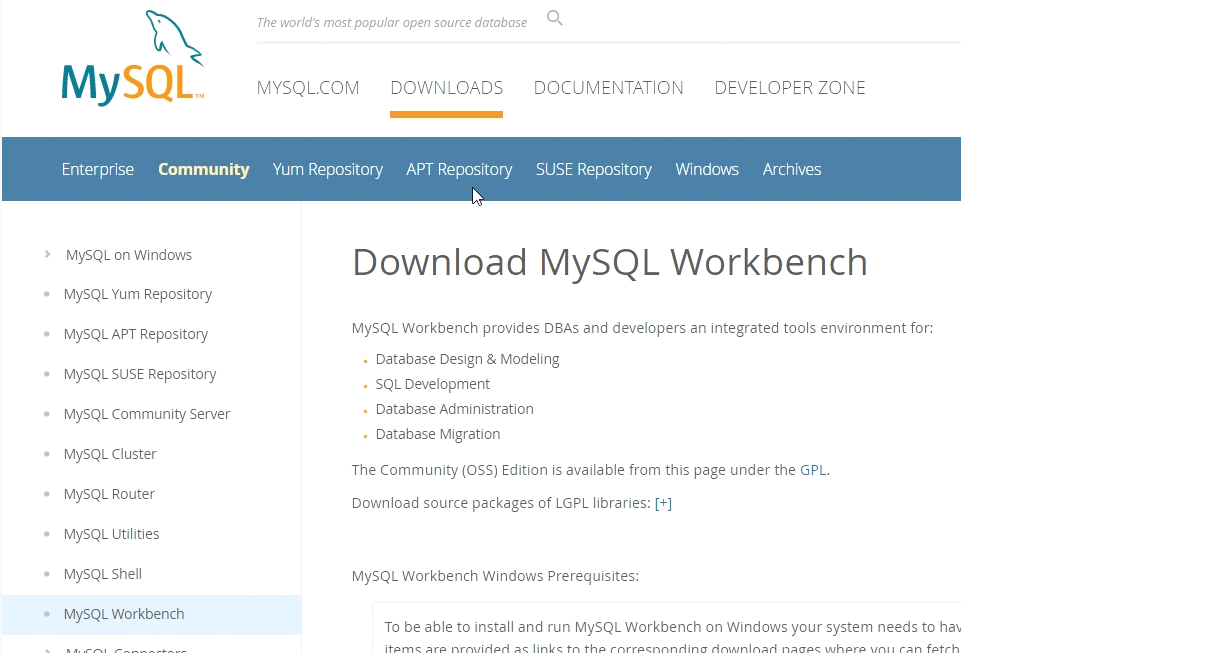 The world's most popular open source database
MySQL™
MYSQL.COM DOWNLOADS DOCUMENTATION DEVELOPER ZONE
Enterprise Community Yum Repository APT Repository SUSE Repository Windows Archives
MySQL on Windows
MySQL Yum Repository
MySQL APT Repository
MySQL SUSE Repository
MySQL Community Server
MySQL Cluster
MySQL Router
MySQL Utilities
MySQL Shell
MySQL Workbench
MySQL Connectors
Download MySQL Workbench
MySQL Workbench provides DBAs and developers an integrated tools environment for:
Database Design & Modeling
SQL Development
Database Administration
Database Migration
The Community (OSS) Edition is available from this page under the GPL.
Download source packages of LGPL libraries: [+]
MySQL Workbench Windows Prerequisites:
To be able to install and run MySQL Workbench on Windows your system needs to
items are provided as links to the corresponding download pages where you can fetch